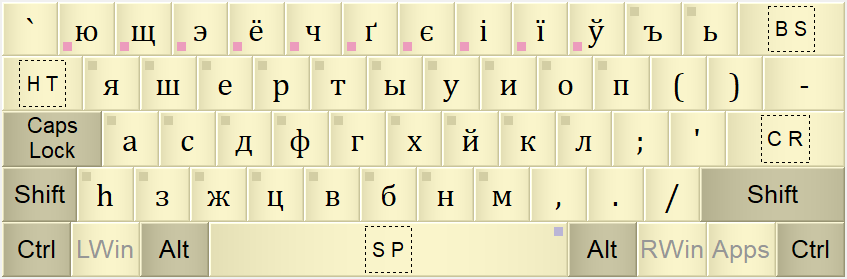 ` ю щ э ё ч ґ є і ї ў ъ ь BS
HT я ш е р т ы у и о п ( ) -
Caps Lock а с д ф г х й к л ; ' CR
Shift һ з ж ц в б н м , . / Shift
Ctrl LWin Alt SP Alt RWin Apps Ctrl